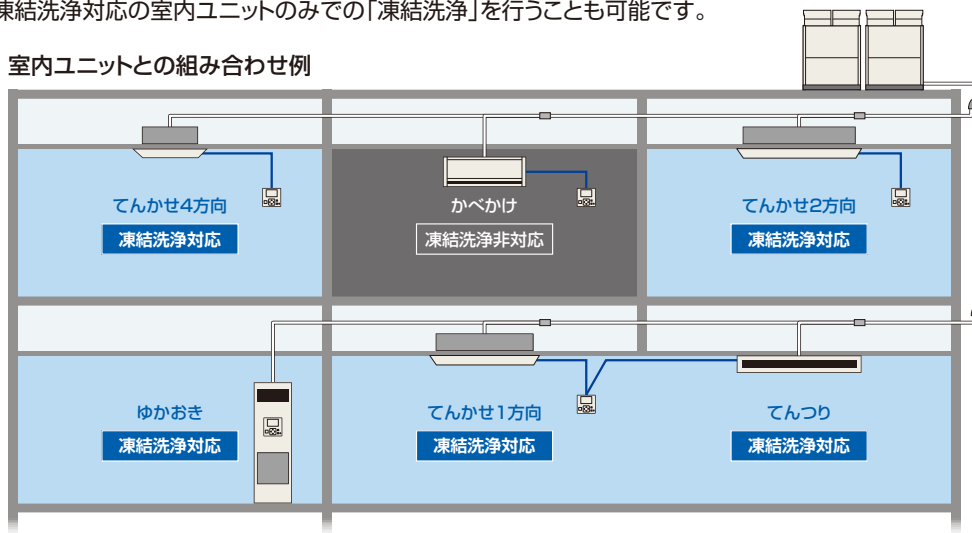 凍結洗浄対応の室内ユニットのみでの「凍結洗浄」を行うことも可能です。
室内ユニットとの組み合わせ例
てんかせ4方向
凍結洗浄対応
かべかけ
凍結洗浄非対応
てんかせ2方向
凍結洗浄対応
ゆかおき
凍結洗浄対応
てんかせ1方向
凍結洗浄対応
てんつり
凍結洗浄対応